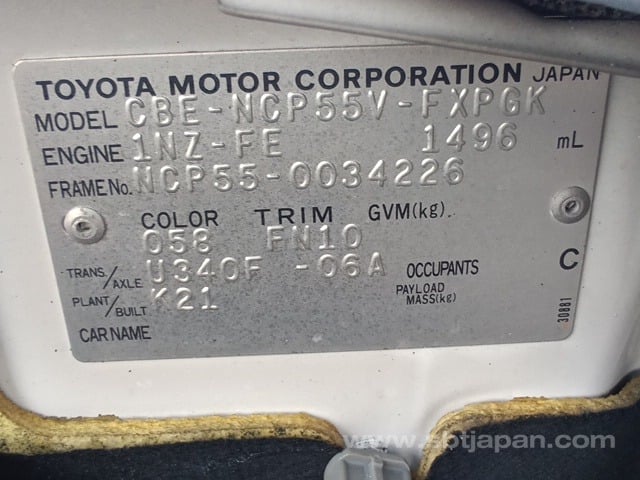 TOYOTA MOTOR CORPORATION JAPAN
MODEL CBE-NCP55V-FXPGK
ENGINE 1NZ-FE 1496 mL
FRAME No. NCP55-0034226
COLOR TRIM GVM(kg).
058 FN10
TRANS./AXLE U340F -06A OCCUPANTS C
PLANT/BUILT K21 PAYLOAD MASS(kg)
CAR NAME
30881
www.sbtjapan.com